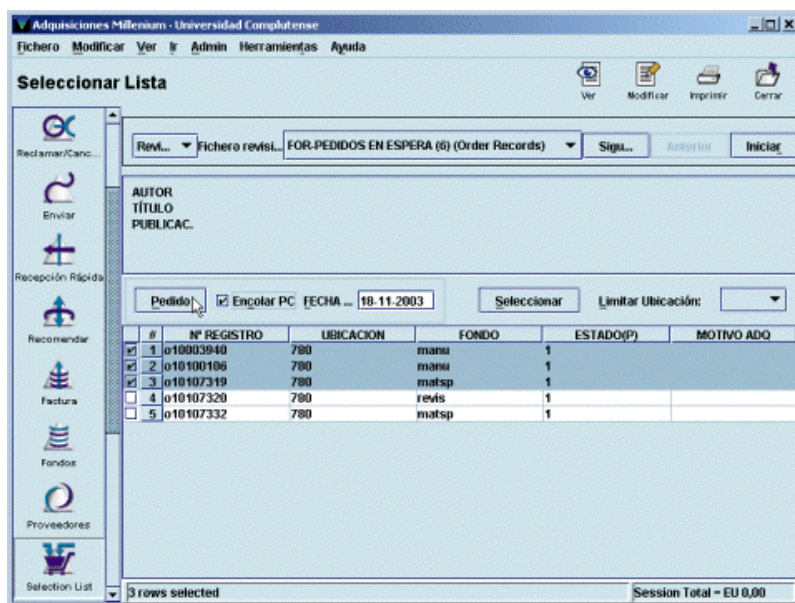 Adquisiciones Millenium - Universidad Complutense
Fichero Modificar Ver Ir Admin Herramientas Ayuda
Seleccionar Lista
Ver Modificar Imprimir Cerrar
Reclamar/Canc...
Enviar
Recepción Rápida
Recomendar
Factura
Fondos
Proveedores
Selection List
Revi... Fichero revisi... FOR-PEDIDOS EN ESPERA (6) (Order Records) Sigu... Anterior Iniciar
AUTOR
TÍTULO
PUBLICAC.
Pedido Encolar PC FECHA ... 18-11-2003 Seleccionar Limitar Ubicación:
# Nº REGISTRO UBICACION FONDO ESTADO(P) MOTIVO ADQ
1 o10003940 780 manu 1
2 o10100106 780 manu 1
3 o10107319 780 matsp 1
4 o10107320 780 revis 1
5 o10107332 780 matsp 1
3 rows selected Session Total = EU 0,00